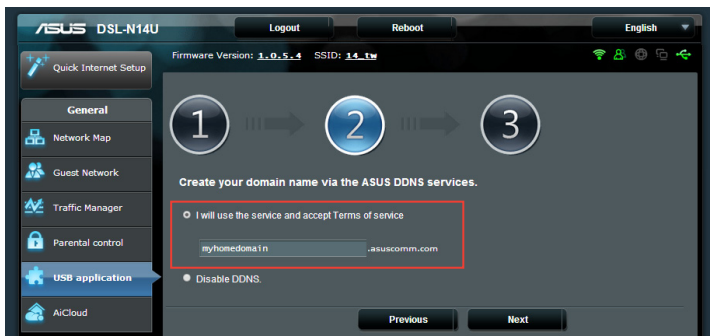 ASUS DSL-N14U
Logout
Reboot
English
Quick Internet Setup
Firmware Version: 1.0.5.4 SSID: 14_tw
General
Network Map
Guest Network
Traffic Manager
Parental control
USB application
AiCloud
1
2
3
Create your domain name via the ASUS DDNS services.
I will use the service and accept Terms of service
myhomedomain .asuscomm.com
Disable DDNS.
Previous
Next